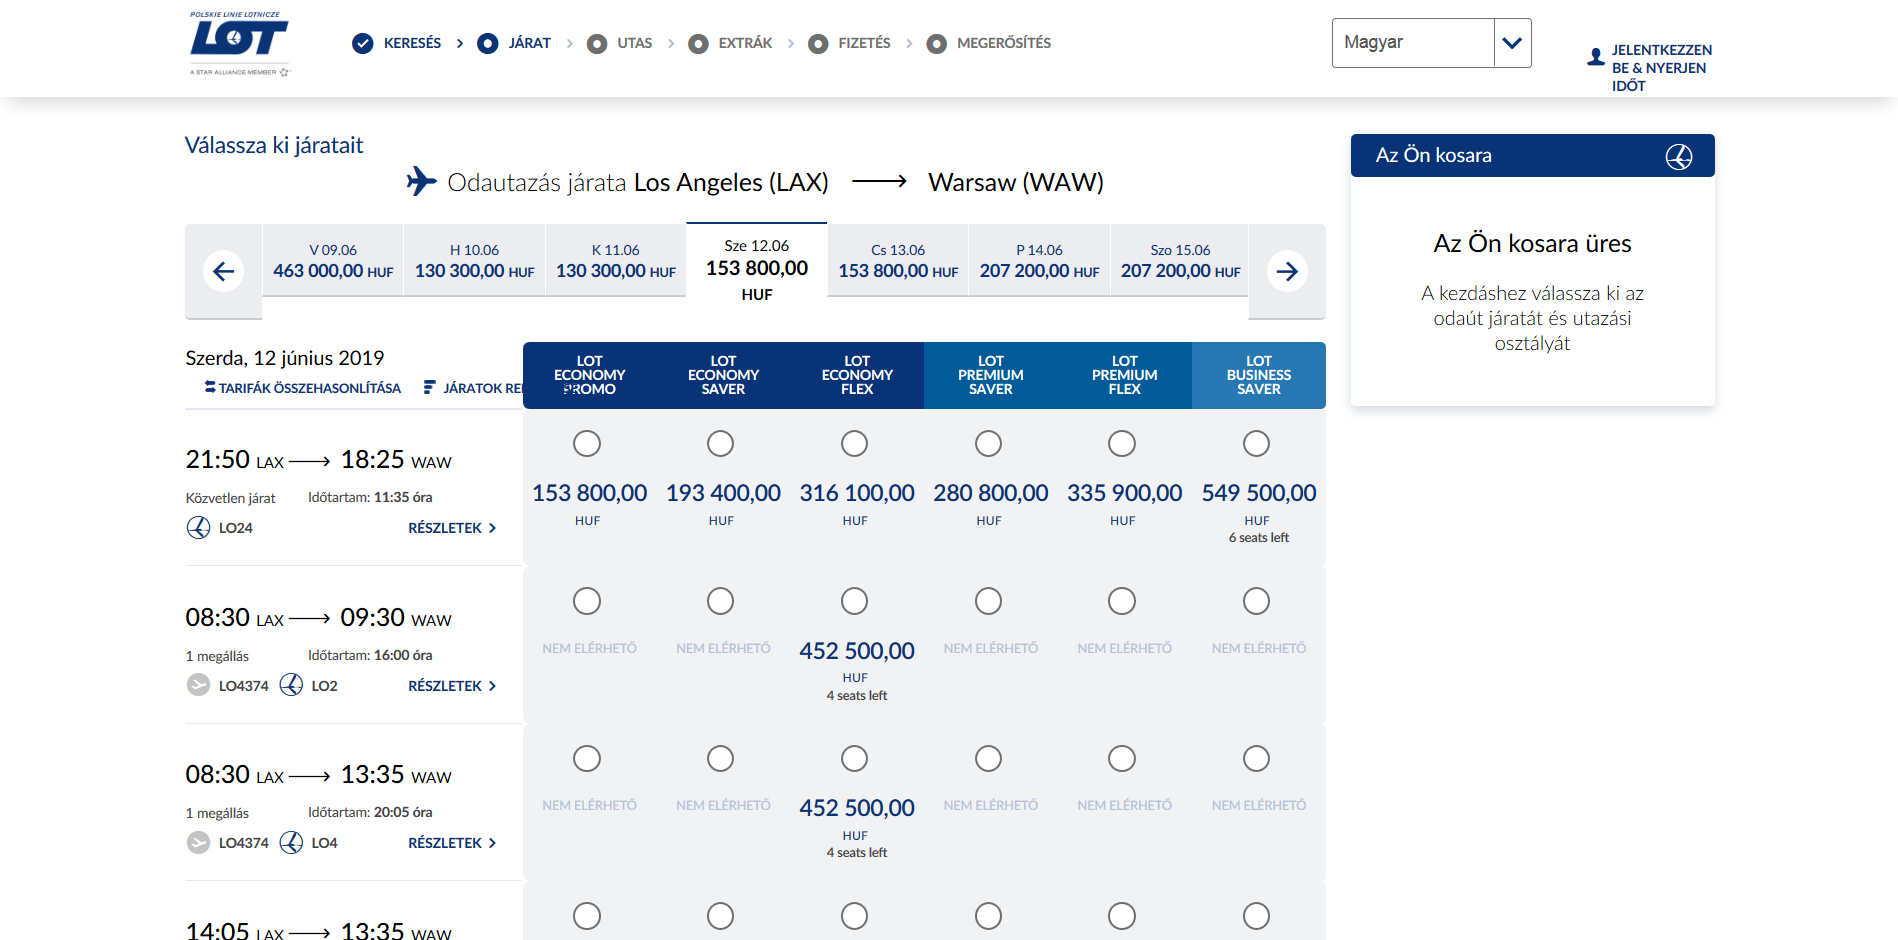 POLSKIE LINIE LOTNICZE
LOT
A STAR ALLIANCE MEMBER
KERESÉS
JÁRAT
UTAS
EXTRÁK
FIZETÉS
MEGERŐSÍTÉS
Magyar
JELENTKEZZEN
BE & NYERJEN
IDŐT
Válassza ki járatait
Odautazás járata Los Angeles (LAX) Warsaw (WAW)
V 09.06
463 000,00 HUF
H 10.06
130 300,00 HUF
K 11.06
130 300,00 HUF
Sze 12.06
153 800,00
HUF
Cs 13.06
153 800,00 HUF
P 14.06
207 200,00 HUF
Szo 15.06
207 200,00 HUF
Az Ön kosara
Az Ön kosara üres
A kezdáshez válassza ki az
odaút járatát és utazási
osztályát
Szerda, 12 június 2019
TARIFÁK ÖSSZEHASONLÍTÁSA
JÁRATOK
LOT
ECONOMY
PROMO
LOT
ECONOMY
SAVER
LOT
ECONOMY
FLEX
LOT
PREMIUM
SAVER
LOT
PREMIUM
FLEX
LOT
BUSINESS
SAVER
21:50 LAX 18:25 WAW
Közvetlen járat Időtartam: 11:35 óra
LO24 RÉSZLETEK
153 800,00
HUF
193 400,00
HUF
316 100,00
HUF
280 800,00
HUF
335 900,00
HUF
549 500,00
HUF
6 seats left
08:30 LAX 09:30 WAW
1 megállás Időtartam: 16:00 óra
LO4374 LO2 RÉSZLETEK
NEM ELÉRHETŐ
NEM ELÉRHETŐ
452 500,00
HUF
4 seats left
NEM ELÉRHETŐ
NEM ELÉRHETŐ
NEM ELÉRHETŐ
08:30 LAX 13:35 WAW
1 megállás Időtartam: 20:05 óra
LO4374 LO4 RÉSZLETEK
NEM ELÉRHETŐ
NEM ELÉRHETŐ
452 500,00
HUF
4 seats left
NEM ELÉRHETŐ
NEM ELÉRHETŐ
NEM ELÉRHETŐ
14:05 LAX 13:35 WAW